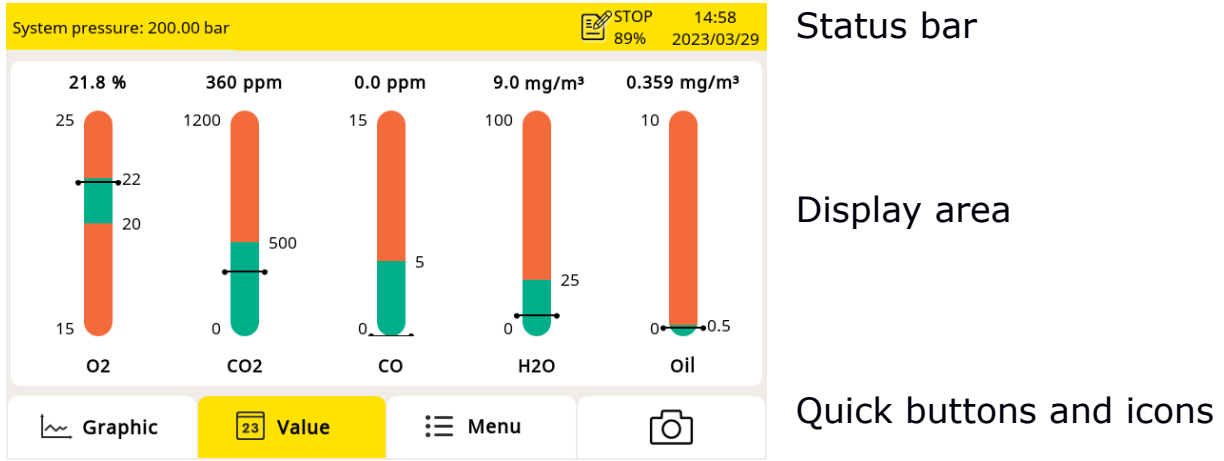 System pressure: 200.00 bar
STOP
89%
14:58
2023/03/29
Status bar
21.8 %
360 ppm
0.0 ppm
9.0 mg/m³
0.359 mg/m³
25
22
20
15
1200
500
0
15
5
0
100
25
0
10
0.5
0
O2
CO2
CO
H2O
Oil
Display area
Graphic
23
Value
Menu
Quick buttons and icons